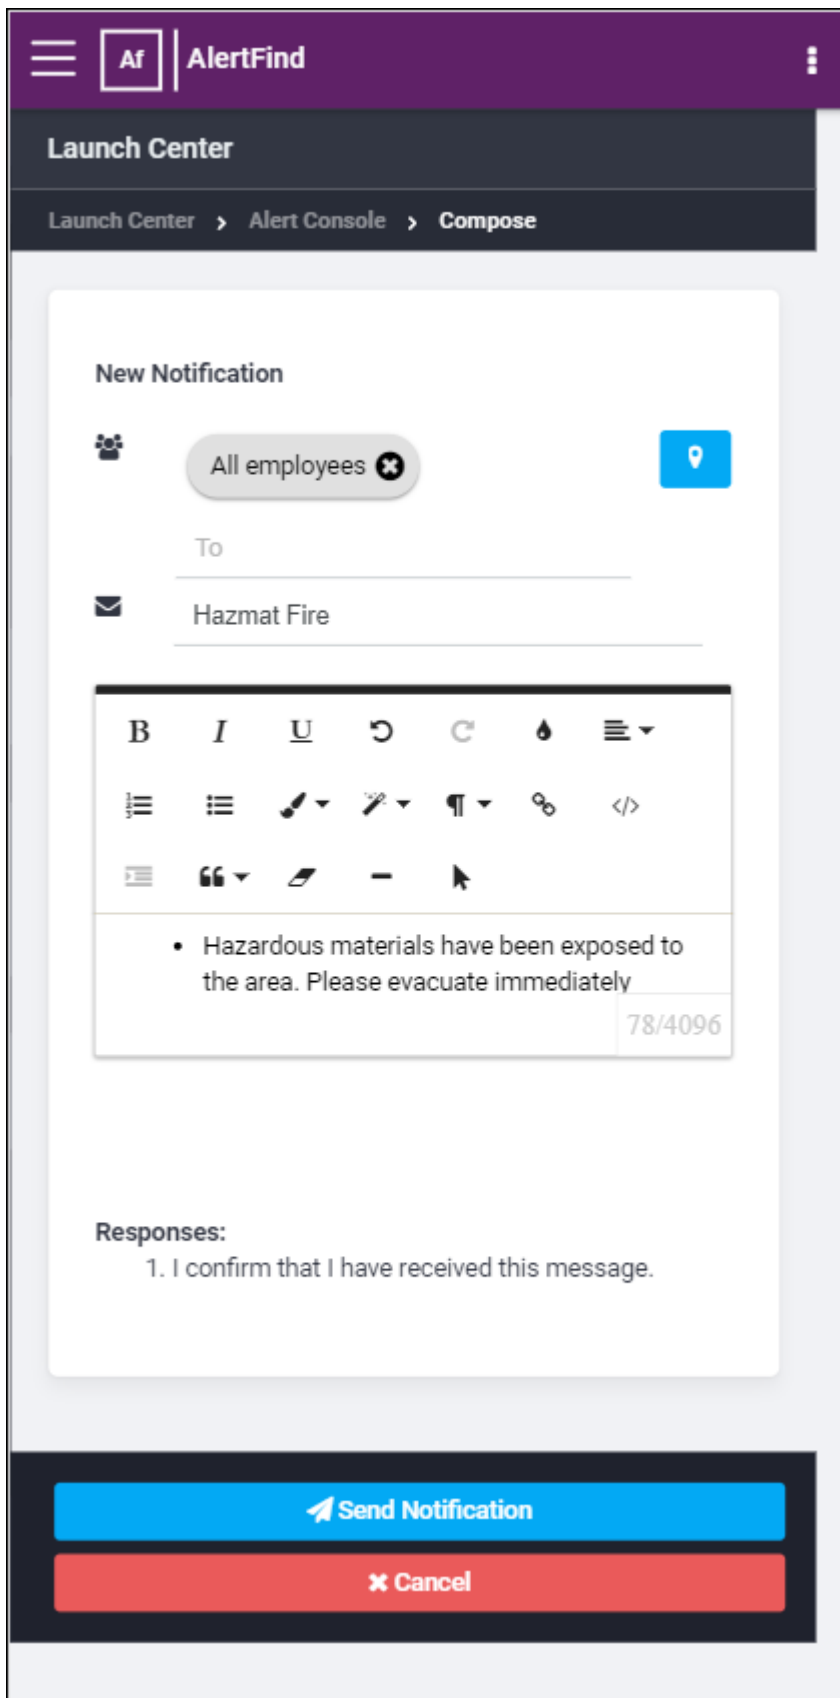 Af AlertFind
Launch Center
Launch Center > Alert Console > Compose
New Notification
All employees
To
Hazmat Fire
B I U
• Hazardous materials have been exposed to
the area. Please evacuate immediately
78/4096
Responses:
1. I confirm that I have received this message.
Send Notification
Cancel